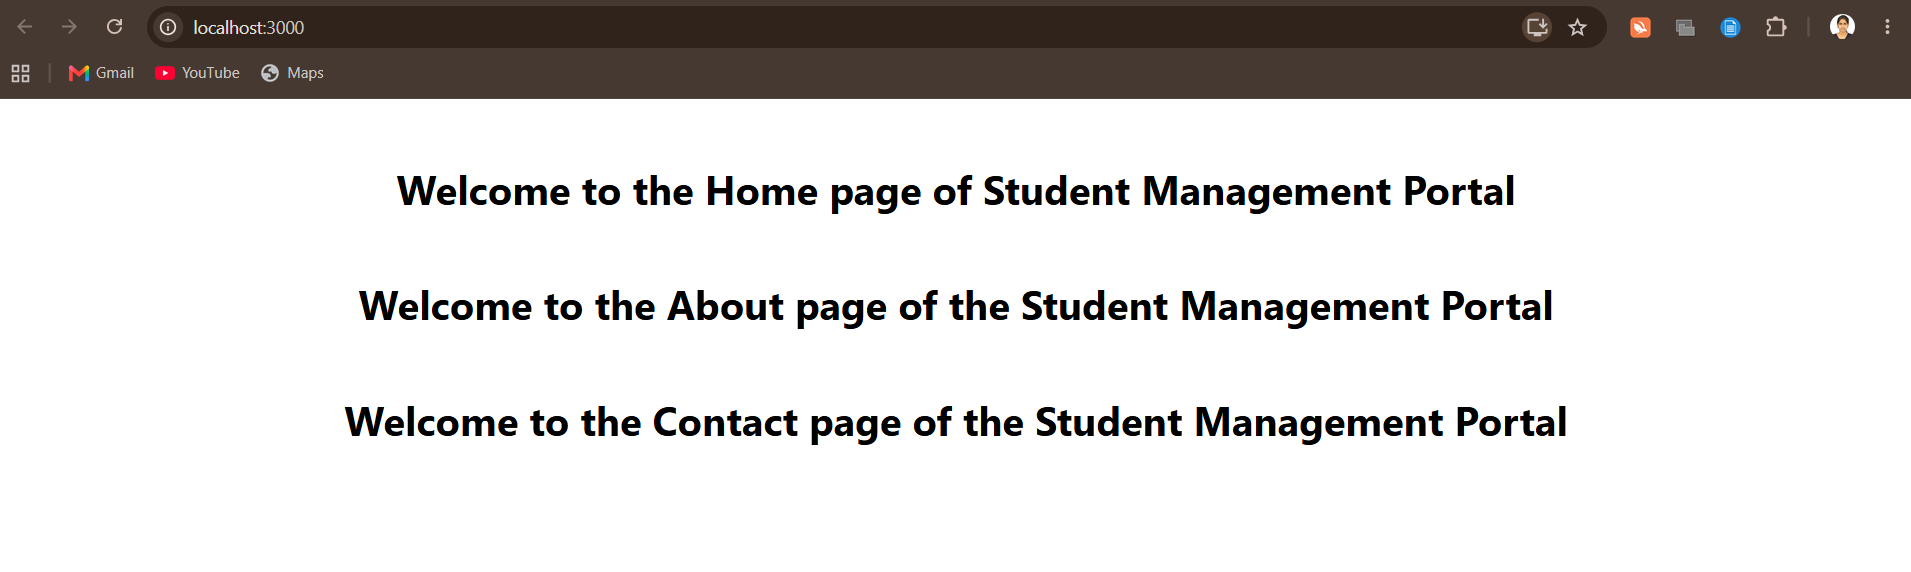 localhost:3000
Gmail YouTube Maps
Welcome to the Home page of Student Management Portal
Welcome to the About page of the Student Management Portal
Welcome to the Contact page of the Student Management Portal